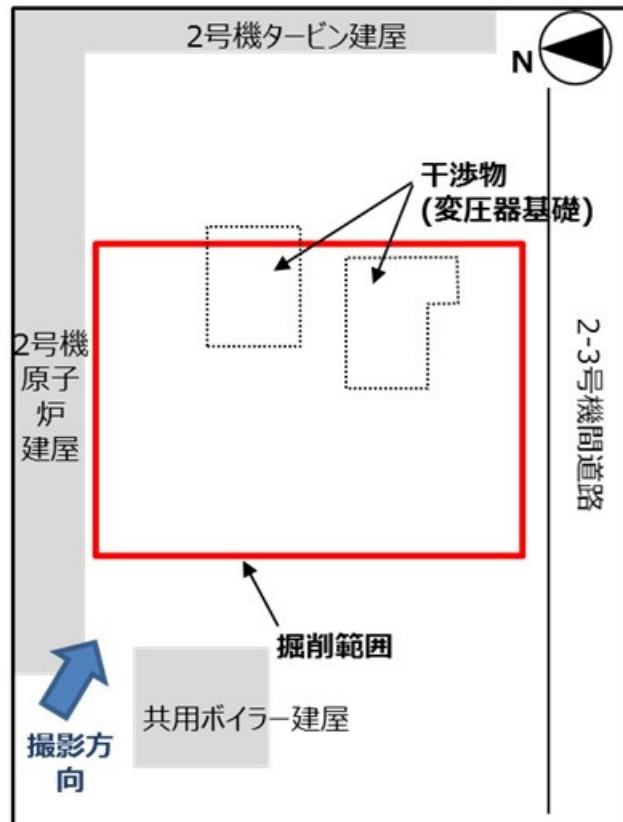 2号機タービン建屋
N
干渉物
(変圧器基礎)
2号機
原子
炉
建屋
2-3号機間道路
掘削範囲
共用ボイラー建屋
撮影方
向